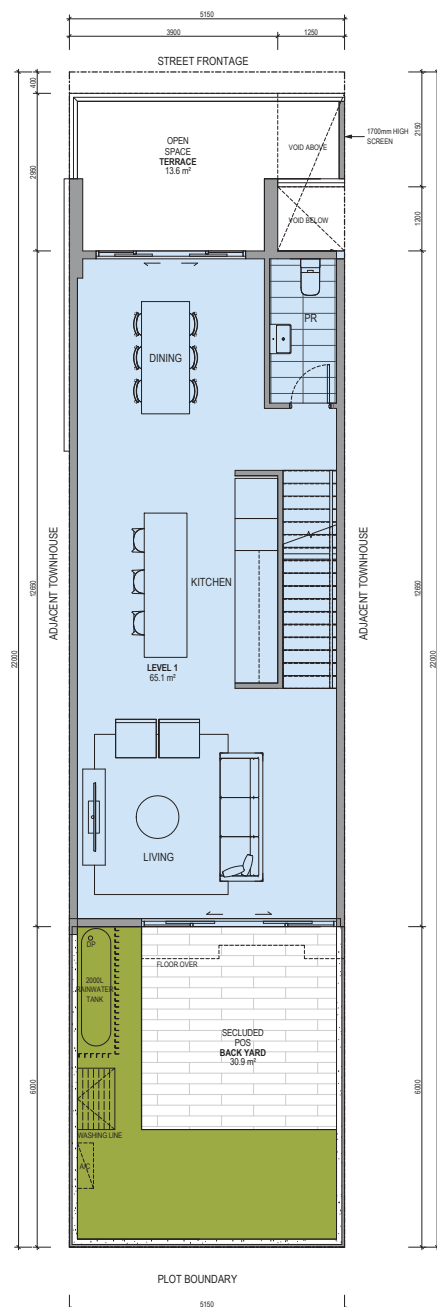 5150
3900
1250
STREET FRONTAGE
400
2150
1700mm HIGH
SCREEN
OPEN
SPACE
TERRACE
13.6 m²
VOID ABOVE
2950
1200
VOID BELOW
PR
DINING
KITCHEN
ADJACENT TOWNHOUSE
ADJACENT TOWNHOUSE
22000
12650
12650
22000
LEVEL 1
65.1 m²
LIVING
DP
2000L
RAINWATER
TANK
FLOOR OVER
SECLUDED
POS
BACK YARD
30.9 m²
6000
6000
WASHING LINE
A/C
PLOT BOUNDARY
5150